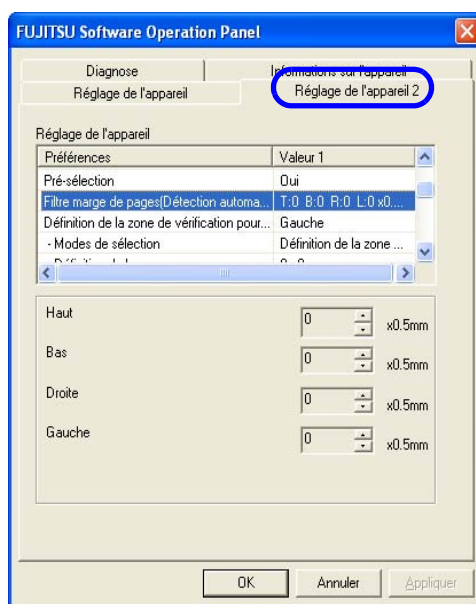 FUJITSU Software Operation Panel
Diagnose
Informations sur l'appareil
Réglage de l'appareil
Réglage de l'appareil 2
Réglage de l'appareil
Préférences Valeur 1
Pré-sélection Oui
Filtre marge de pages(Détection automa... T:0 B:0 R:0 L:0 x0....
Définition de la zone de vérification pour... Gauche
- Modes de sélection Définition de la zone ...
Haut 0 x0.5mm
Bas 0 x0.5mm
Droite 0 x0.5mm
Gauche 0 x0.5mm
OK Annuler Appliquer